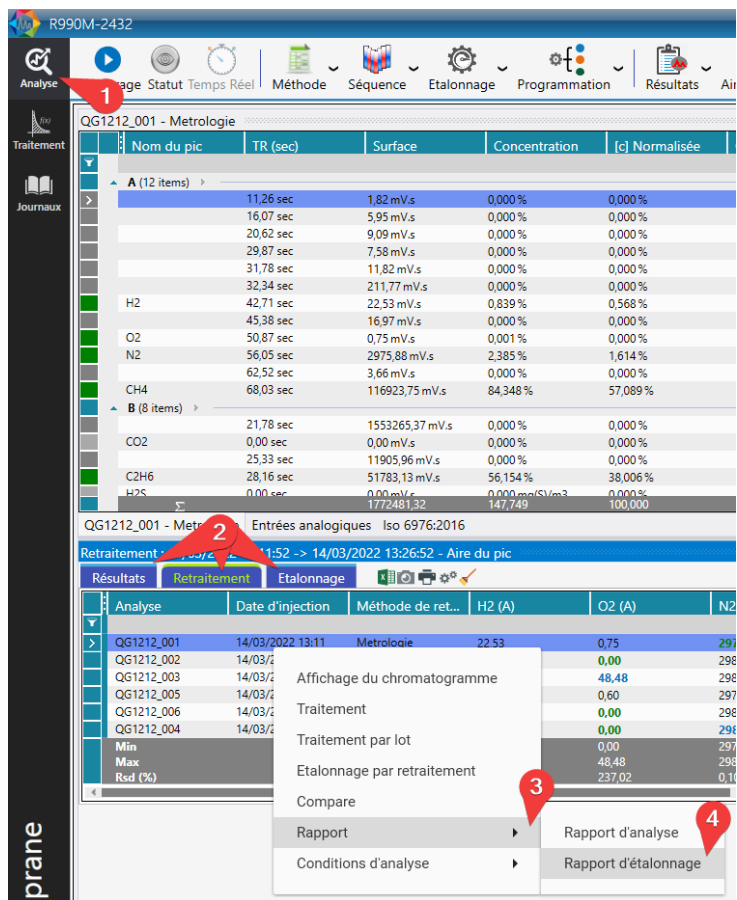 R990M-2432
Analyse
1
age Statut Temps Réel Méthode Séquence Etalonnage Programmation Résultats
Traitement
Journaux
QG1212_001 - Metrologie
Nom du pic TR (sec) Surface Concentration [c] Normalisée
A (12 items)
11,26 sec 1,82 mV.s 0,000 % 0,000 %
16,07 sec 5,95 mV.s 0,000 % 0,000 %
20,62 sec 9,09 mV.s 0,000 % 0,000 %
29,87 sec 7,58 mV.s 0,000 % 0,000 %
31,78 sec 11,82 mV.s 0,000 % 0,000 %
32,34 sec 211,77 mV.s 0,000 % 0,000 %
H2 42,71 sec 22,53 mV.s 0,839 % 0,568 %
45,38 sec 16,97 mV.s 0,000 % 0,000 %
O2 50,87 sec 0,75 mV.s 0,001 % 0,000 %
N2 56,05 sec 2975,88 mV.s 2,385 % 1,614 %
62,52 sec 3,66 mV.s 0,000 % 0,000 %
CH4 68,03 sec 116923,75 mV.s 84,348 % 57,089 %
B (8 items)
21,78 sec 1553265,37 mV.s 0,000 % 0,000 %
CO2 0,00 sec 0,00 mV.s 0,000 % 0,000 %
25,33 sec 11905,96 mV.s 0,000 % 0,000 %
C2H6 28,16 sec 51783,13 mV.s 56,154 % 38,006 %
H2S 0,00 sec 0,00 mV.s 0,000 mg(S)/m3 0,000 %
Σ 1772481,32 147,749 100,000
QG1212_001 - Entrées analogiques Iso 6976:2016
2
Retraitement : 11:52 -> 14/03/2022 13:26:52 - Aire du pic
Résultats Retraitement Etalonnage
Analyse Date d'injection Méthode de ret... H2 (A) O2 (A) N2
QG1212_001 14/03/2022 13:11 Metrologie 22,53 0,75 297
QG1212_002 14/03/2 0,00 298
QG1212_003 14/03/2 48,48 298
QG1212_005 14/03/2 0,60 297
QG1212_006 14/03/2 0,00 298
QG1212_004 14/03/2 0,00 298
Min 0,00 297
Max 48,48 298
Rsd (%) 237,02 0,10
Affichage du chromatogramme
Traitement
Traitement par lot
Etalonnage par retraitement
Compare
Rapport
Conditions d'analyse
3
4
Rapport d'analyse
Rapport d'étalonnage
prane